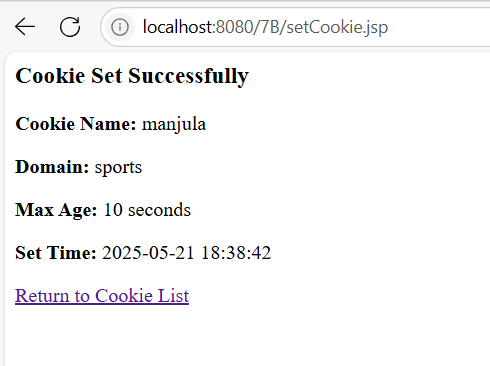 localhost:8080/7B/setCookie.jsp
Cookie Set Successfully
Cookie Name: manjula
Domain: sports
Max Age: 10 seconds
Set Time: 2025-05-21 18:38:42
Return to Cookie List